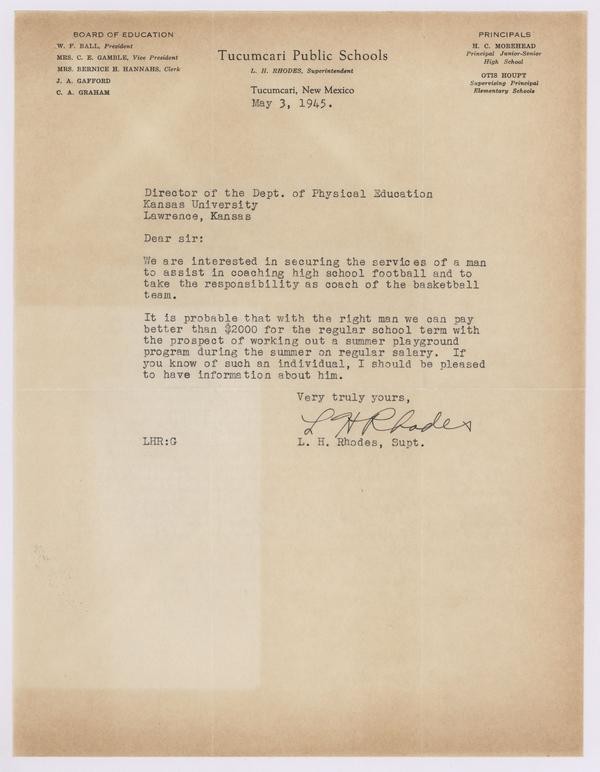 BOARD OF EDUCATION
W. F. BALL, President
MRS. C. E. GAMBLE, Vice President
MRS. BERNICE H. HANNAHS, Clerk
J. A. GAFFORD
C. A. GRAHAM
Tucumcari Public Schools
L. H. RHODES, Superintendent
Tucumcari, New Mexico
May 3, 1945.
PRINCIPALS
H. C. MOREHEAD
Principal Junior-Senior
High School
OTIS HOUPT
Supervising Principal
Elementary Schools
Director of the Dept. of Physical Education
Kansas University
Lawrence, Kansas
Dear sir:
We are interested in securing the services of a man
to assist in coaching high school football and to
take the responsibility as coach of the basketball
team.
It is probable that with the right man we can pay
better than $2000 for the regular school term with
the prospect of working out a summer playground
program during the summer on regular salary. If
you know of such an individual, I should be pleased
to have information about him.
Very truly yours,
L H Rhodes
LHR:G
L. H. Rhodes, Supt.